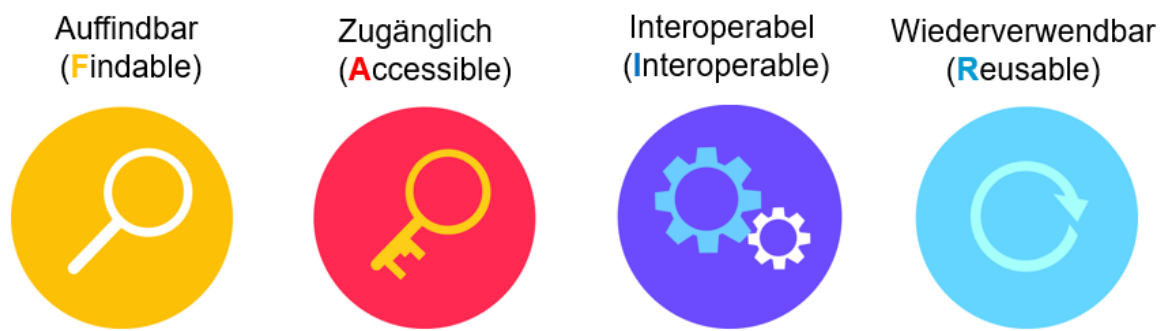 Auffindbar
(Findable)
Zugänglich
(Accessible)
Interoperabel
(Interoperable)
Wiederverwendbar
(Reusable)